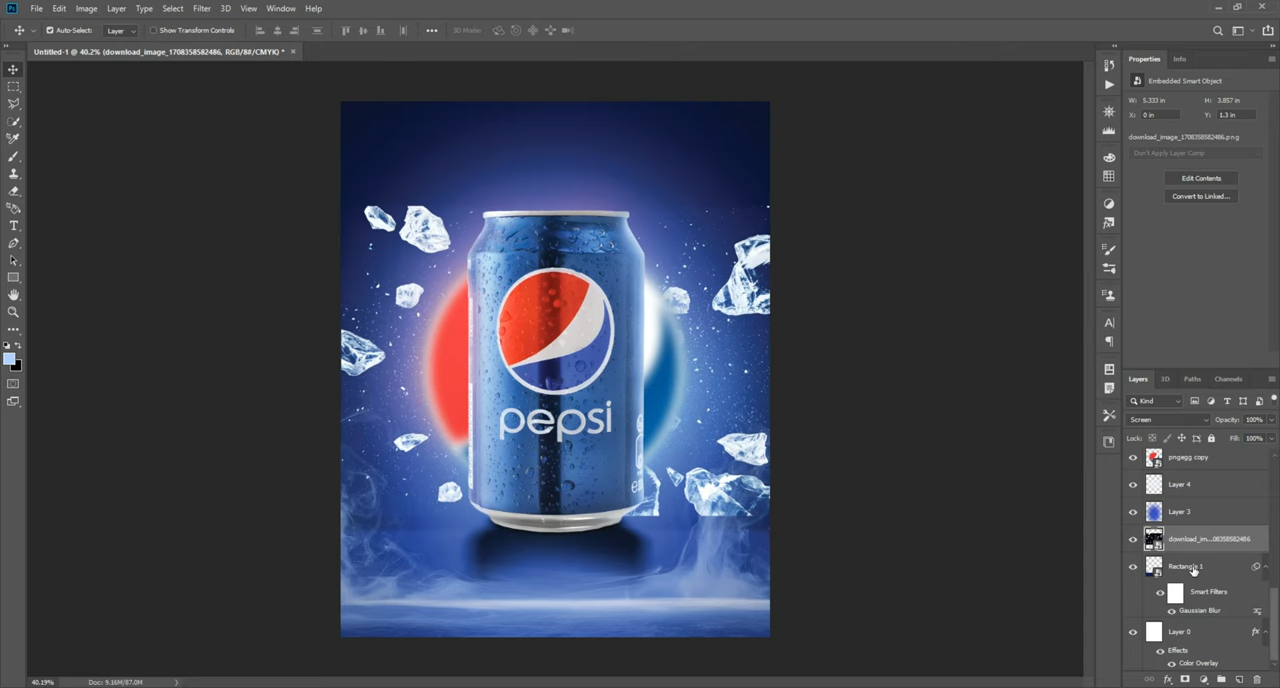 Ps File Edit Image Layer Type Select Filter 3D View Window Help
Auto-Select: Layer Show Transform Controls 3D Mode:
Untitled-1 @ 40.2% (download_image_1708358582486, RGB/8#/CMYK) * ×
Properties Info
Embedded Smart Object
W: 5.333 in H: 3.857 in
X: 0 in Y: 1.3 in
download_image_1708358582486.png
Don't Apply Layer Comp
Edit Contents
Convert to Linked...
pepsi
Layers 3D Paths Channels
Kind
Screen Opacity: 100%
Lock: Fill: 100%
pngegg copy
Layer 4
Layer 3
download_im...08358582486
Rectangle 1
Smart Filters
Gaussian Blur
Layer 0 fx
Effects
Color Overlay
40.19% Doc: 9.16M/87.0M